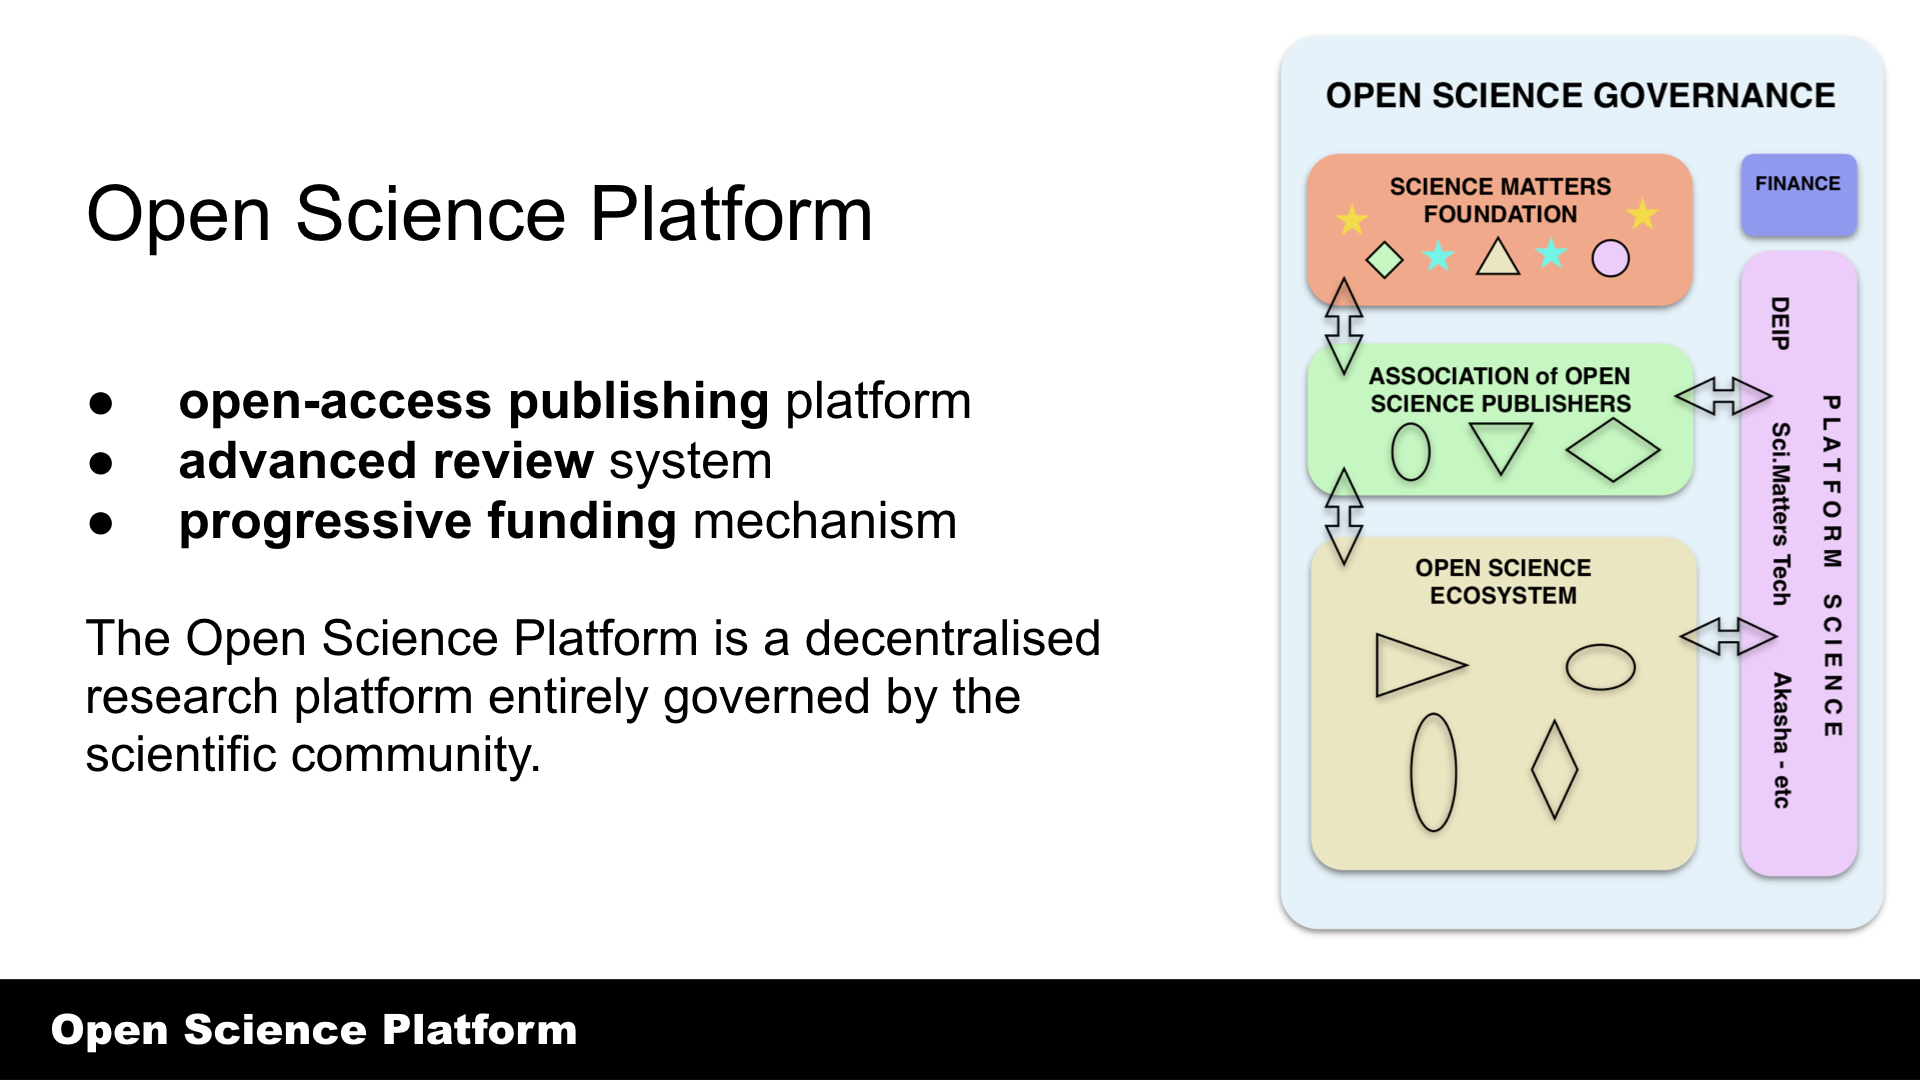 Open Science Platform
● open-access publishing platform
● advanced review system
● progressive funding mechanism
The Open Science Platform is a decentralised
research platform entirely governed by the
scientific community.
OPEN SCIENCE GOVERNANCE
SCIENCE MATTERS
FOUNDATION
FINANCE
ASSOCIATION of OPEN
SCIENCE PUBLISHERS
OPEN SCIENCE
ECOSYSTEM
DEIP
Sci.Matters Tech
Akasha - etc
PLATFORM SCIENCE
Open Science Platform